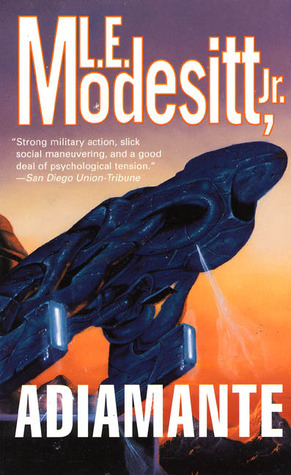 L.E.
Modesitt, Jr.
“Strong military action, slick
social maneuvering, and a good
deal of psychological tension.”
—San Diego Union-Tribune
ADIAMANTE